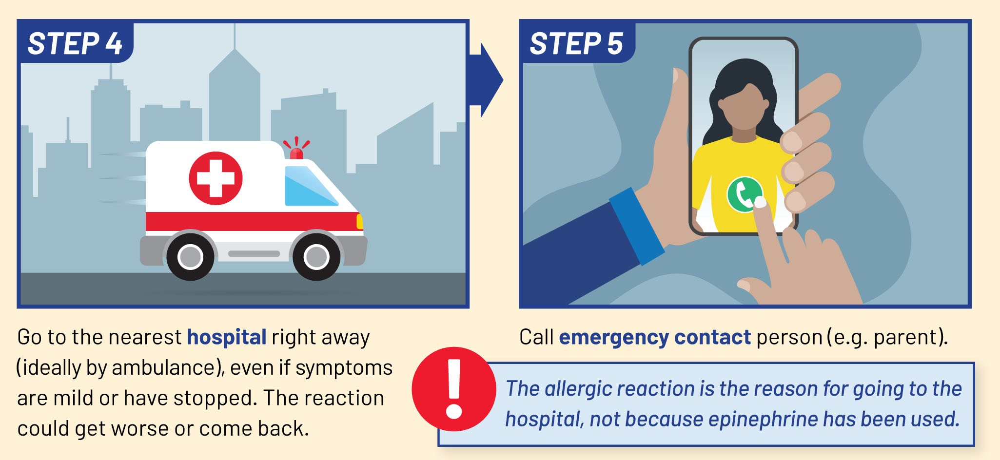 STEP 4
Go to the nearest hospital right away
(ideally by ambulance), even if symptoms
are mild or have stopped. The reaction
could get worse or come back.
STEP 5
Call emergency contact person (e.g. parent).
!
The allergic reaction is the reason for going to the
hospital, not because epinephrine has been used.